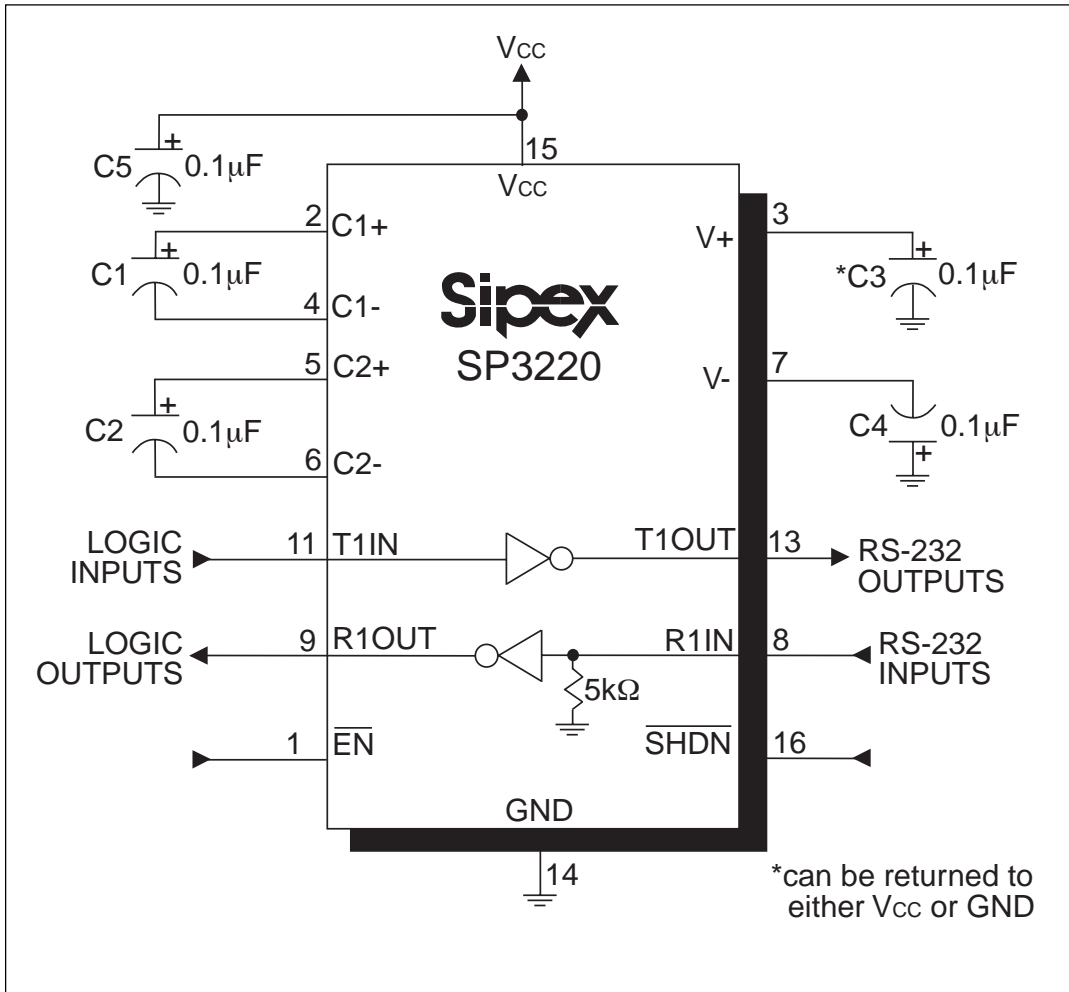 VCC
15
VCC
C5
+
0.1µF
2
C1+
C1
+
0.1µF
4
C1-
5
C2+
C2
+
0.1µF
6
C2-
Sipex
SP3220
3
V+
*C3
+
0.1µF
7
V-
C4
0.1µF
+
LOGIC
INPUTS
11
T1IN
T1OUT
13
RS-232
OUTPUTS
LOGIC
OUTPUTS
9
R1OUT
R1IN
8
RS-232
INPUTS
5kΩ
1
EN
SHDN
16
GND
14
*can be returned to
either VCC or GND